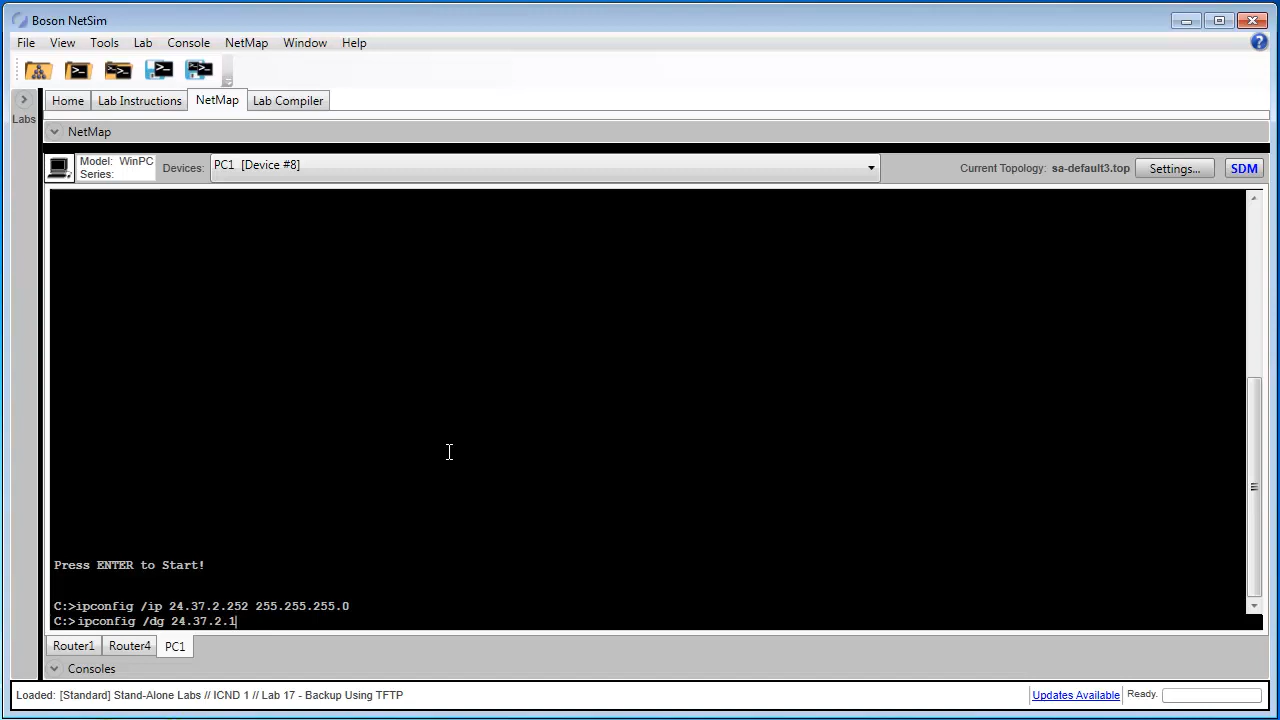 Boson NetSim
File View Tools Lab Console NetMap Window Help
Home Lab Instructions NetMap Lab Compiler
Labs
NetMap
Model: WinPC
Series:
Devices: PC1 [Device #8]
Current Topology: sa-default3.top Settings... SDM
Press ENTER to Start!
C:>ipconfig /ip 24.37.2.252 255.255.255.0
C:>ipconfig /dg 24.37.2.1
Router1 Router4 PC1
Consoles
Loaded: [Standard] Stand-Alone Labs // ICND 1 // Lab 17 - Backup Using TFTP
Updates Available Ready.